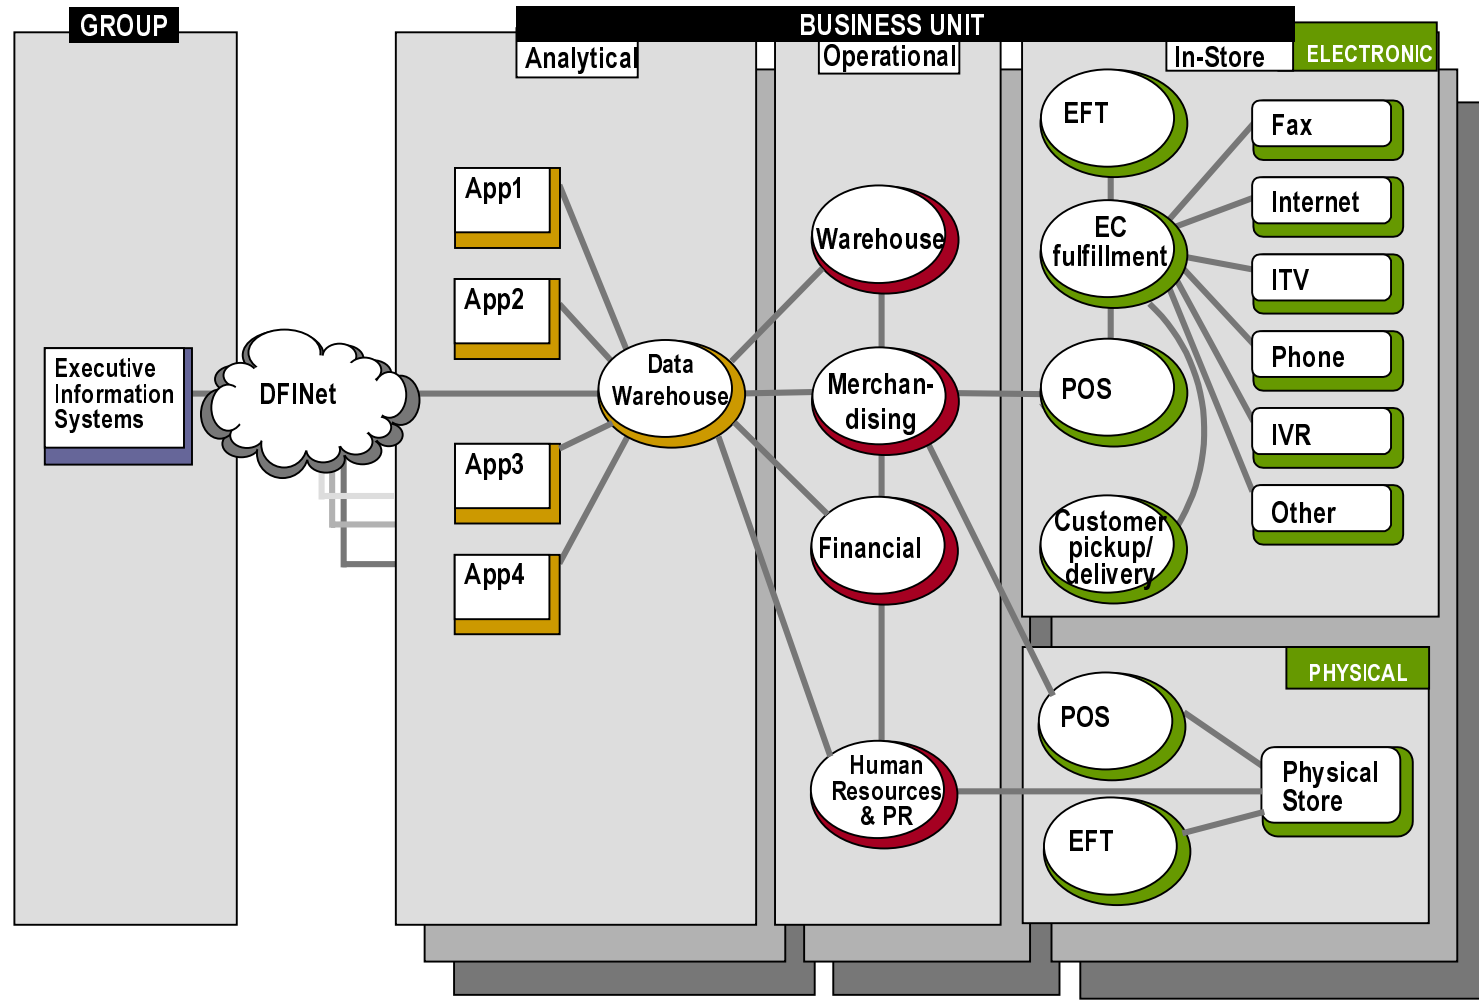 GROUP
BUSINESS UNIT
Analytical
Operational
In-Store
ELECTRONIC
Executive
Information
Systems
DFINet
App1
App2
App3
App4
Data
Warehouse
Warehouse
Merchan-
dising
Financial
Human
Resources
& PR
EFT
EC
fulfillment
POS
Customer
pickup/
delivery
Fax
Internet
ITV
Phone
IVR
Other
PHYSICAL
POS
EFT
Physical
Store